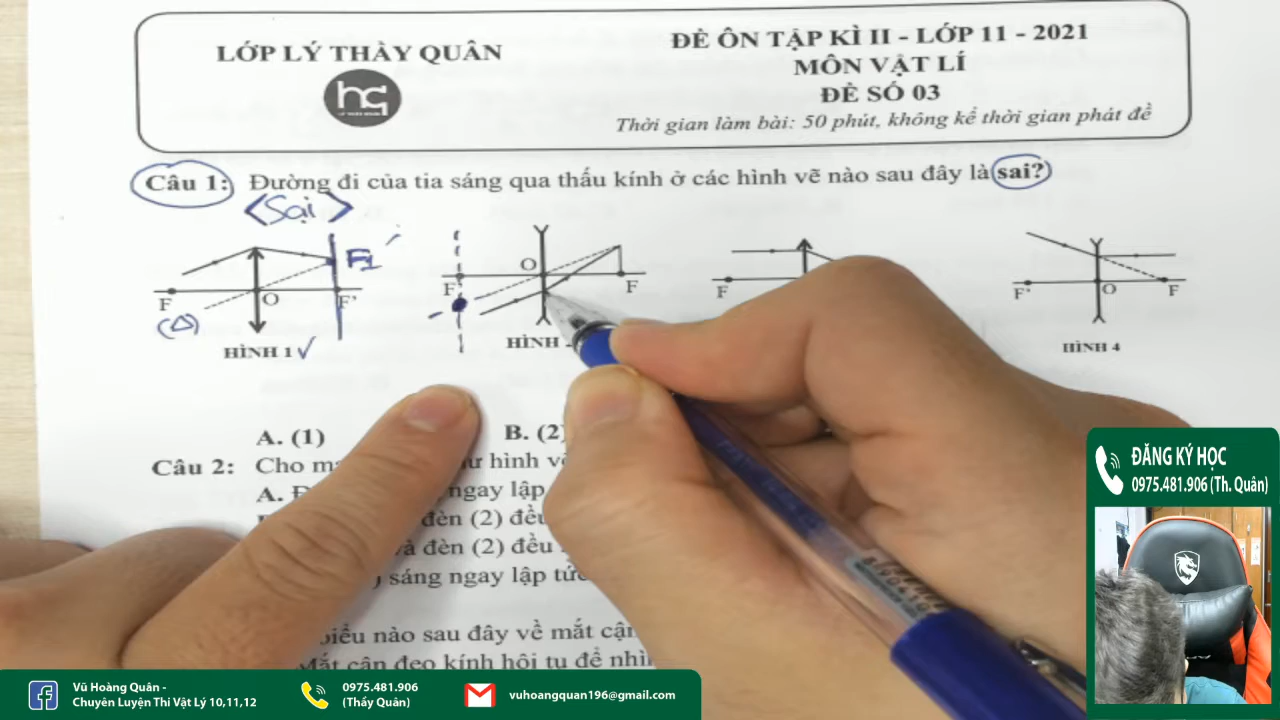 LỚP LÝ THẦY QUÂN
hq
ĐỀ ÔN TẬP KÌ II - LỚP 11 - 2021
MÔN VẬT LÍ
ĐỀ SỐ 03
Thời gian làm bài: 50 phút, không kể thời gian phát đề
Câu 1: Đường đi của tia sáng qua thấu kính ở các hình vẽ nào sau đây là sai?
<Sai>
F O F' F1
(Δ)
HÌNH 1 ✓
F' O F
HÌNH
F
F' O F
HÌNH 4
A. (1) B. (2)
Câu 2: Cho hình
A. ngay lập
đèn (2) đều
và đèn (2) đều
sáng ngay lập tức
biểu nào sau đây về mắt cận
Mắt cận đeo kính hội tụ để nhìn
ĐĂNG KÝ HỌC
0975.481.906 (Th. Quân)
Vũ Hoàng Quân -
Chuyên Luyện Thi Vật Lý 10,11,12
0975.481.906
(Thầy Quân)
vuhoangquan196@gmail.com